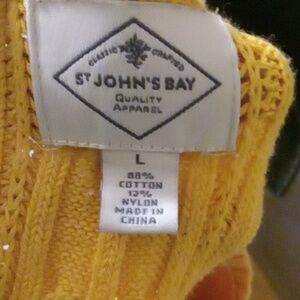 CLASSIC CRAFTED
ST JOHN'S BAY
QUALITY
APPAREL
L
88%
COTTON
12%
NYLON
MADE IN
CHINA